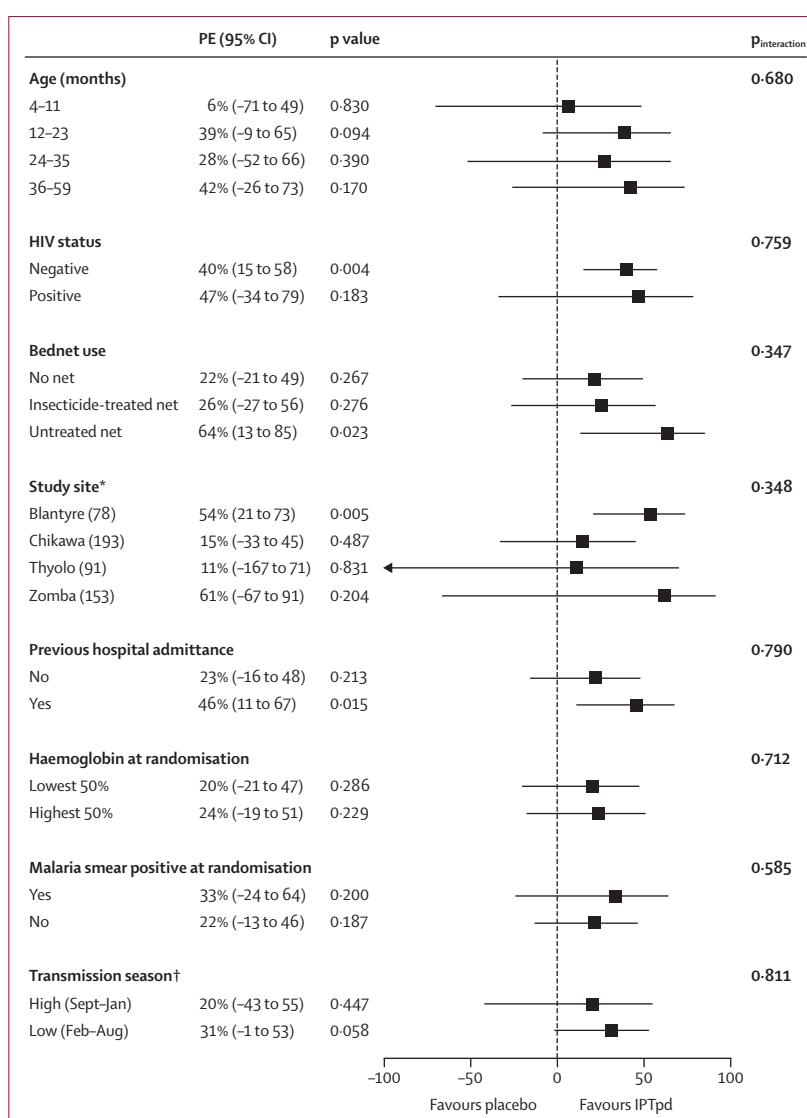 PE (95% CI) p value p interaction
Age (months) 0·680
4–11 6% (–71 to 49) 0·830
12–23 39% (–9 to 65) 0·094
24–35 28% (–52 to 66) 0·390
36–59 42% (–26 to 73) 0·170
HIV status 0·759
Negative 40% (15 to 58) 0·004
Positive 47% (–34 to 79) 0·183
Bednet use 0·347
No net 22% (–21 to 49) 0·267
Insecticide-treated net 26% (–27 to 56) 0·276
Untreated net 64% (13 to 85) 0·023
Study site* 0·348
Blantyre (78) 54% (21 to 73) 0·005
Chikawa (193) 15% (–33 to 45) 0·487
Thyolo (91) 11% (–167 to 71) 0·831
Zomba (153) 61% (–67 to 91) 0·204
Previous hospital admittance 0·790
No 23% (–16 to 48) 0·213
Yes 46% (11 to 67) 0·015
Haemoglobin at randomisation 0·712
Lowest 50% 20% (–21 to 47) 0·286
Highest 50% 24% (–19 to 51) 0·229
Malaria smear positive at randomisation 0·585
Yes 33% (–24 to 64) 0·200
No 22% (–13 to 46) 0·187
Transmission season† 0·811
High (Sept–Jan) 20% (–43 to 55) 0·447
Low (Feb–Aug) 31% (–1 to 53) 0·058
–100 –50 0 50 100
Favours placebo Favours IPTpd